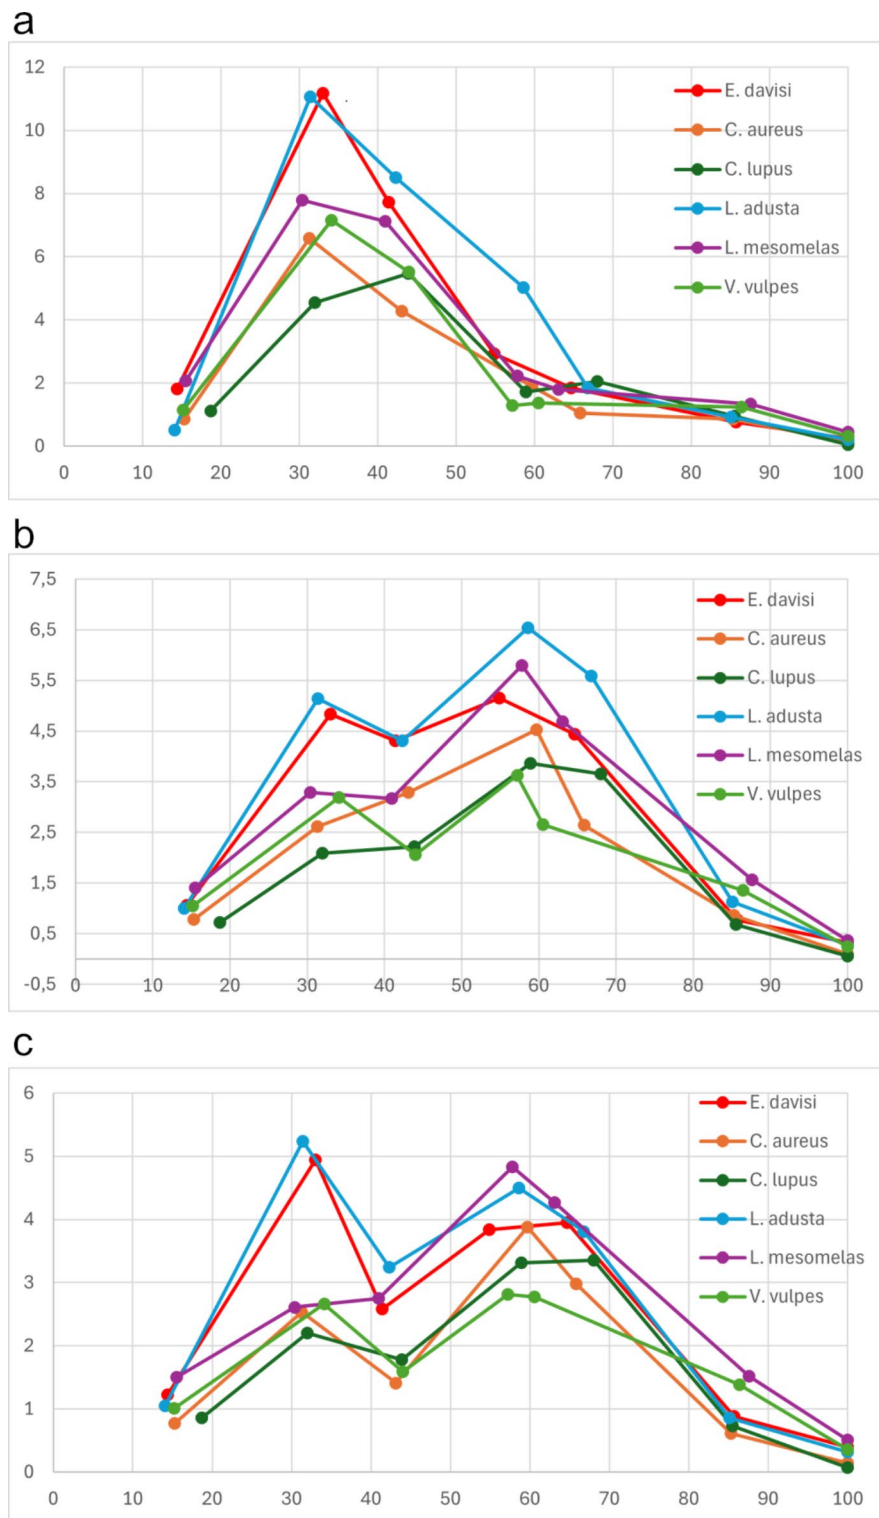 a
12
10
8
6
4
2
0
0 10 20 30 40 50 60 70 80 90 100
E. davisi
C. aureus
C. lupus
L. adusta
L. mesomelas
V. vulpes
b
7,5
6,5
5,5
4,5
3,5
2,5
1,5
0,5
-0,5
0 10 20 30 40 50 60 70 80 90 100
E. davisi
C. aureus
C. lupus
L. adusta
L. mesomelas
V. vulpes
c
6
5
4
3
2
1
0
0 10 20 30 40 50 60 70 80 90 100
E. davisi
C. aureus
C. lupus
L. adusta
L. mesomelas
V. vulpes